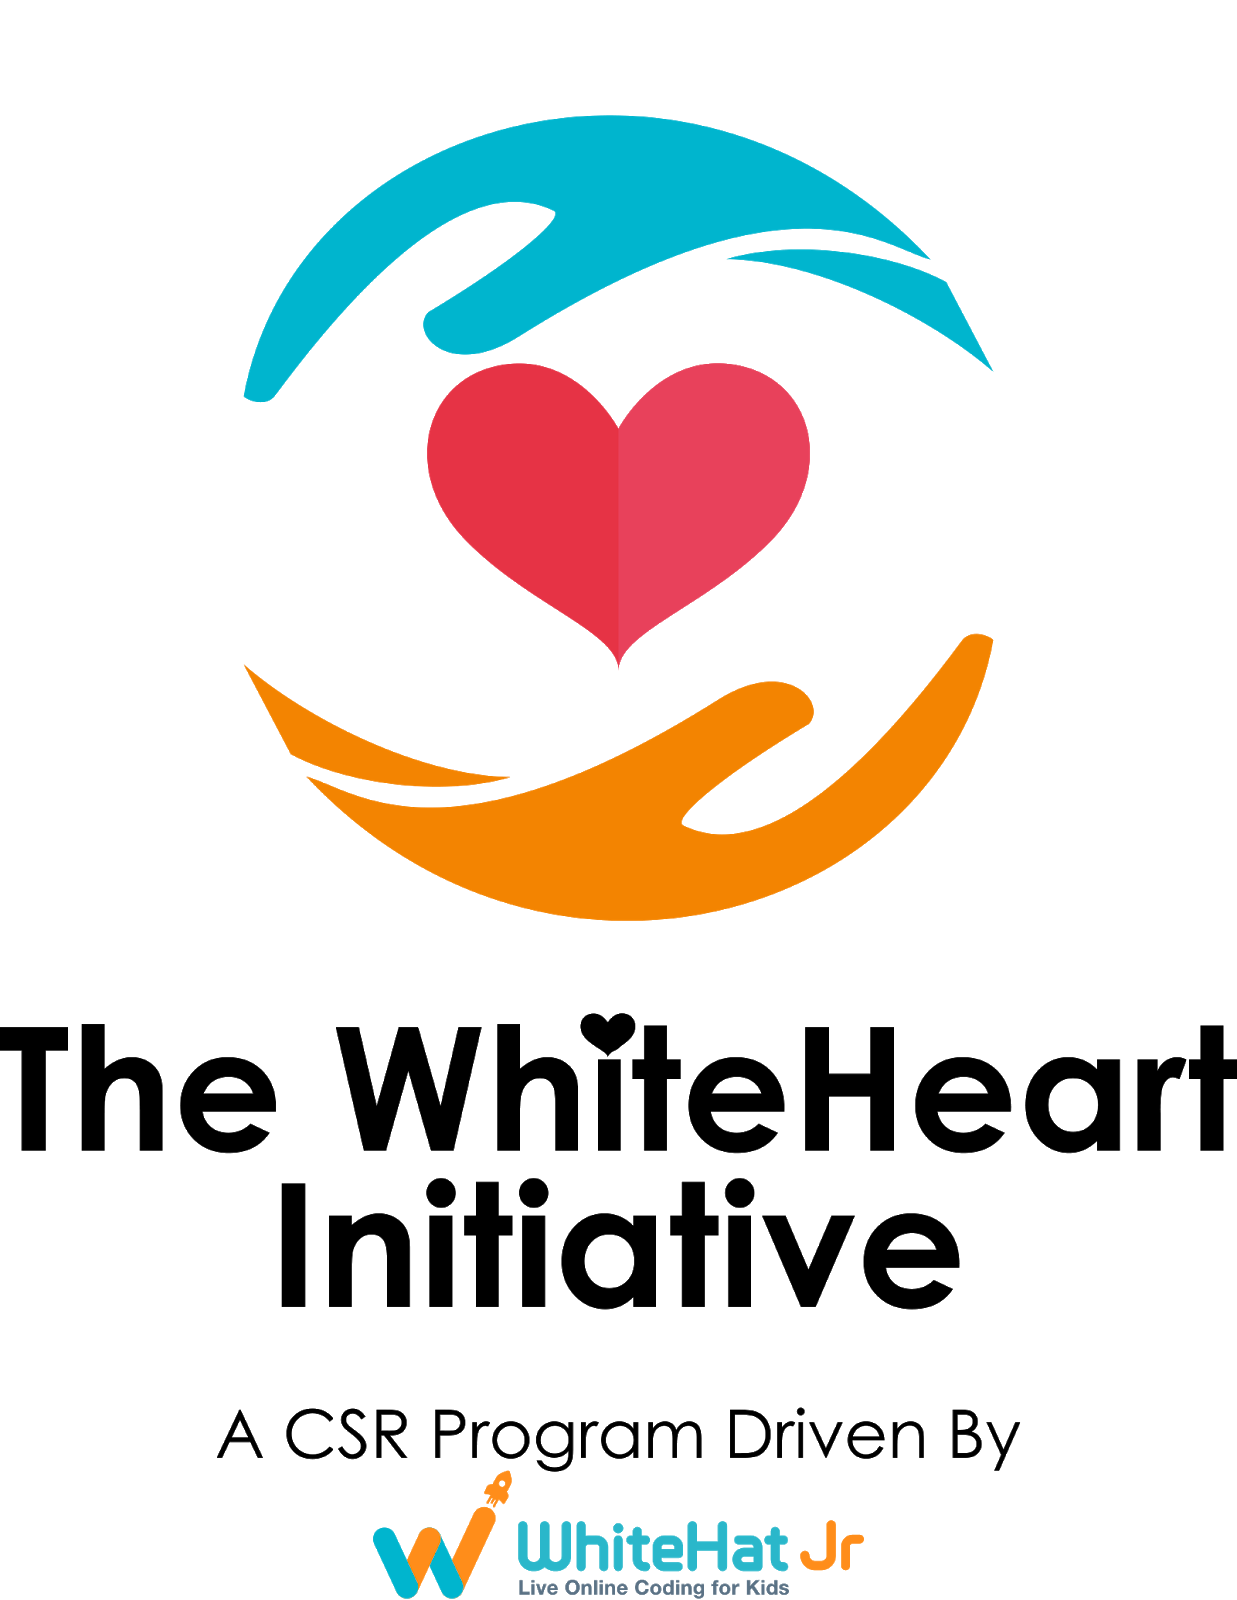 The WhiteHeart
Initiative
A CSR Program Driven By
WhiteHat Jr
Live Online Coding for Kids